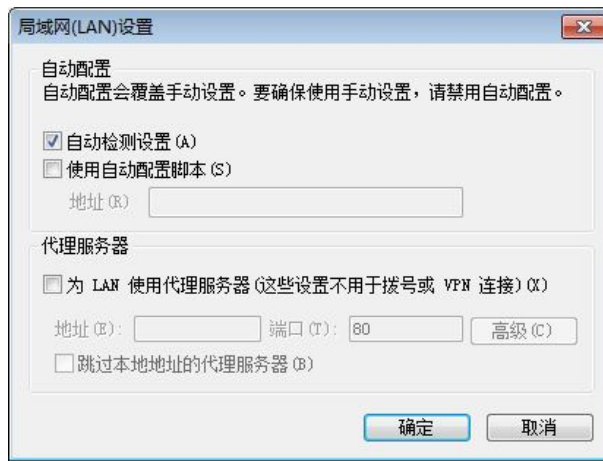 局域网(LAN)设置
自动配置
自动配置会覆盖手动设置。要确保使用手动设置，请禁用自动配置。
自动检测设置(A)
使用自动配置脚本(S)
地址(R)
代理服务器
为 LAN 使用代理服务器(这些设置不用于拨号或 VPN 连接)(X)
地址(E): 端口(T): 80 高级(C)
跳过本地地址的代理服务器(B)
确定 取消